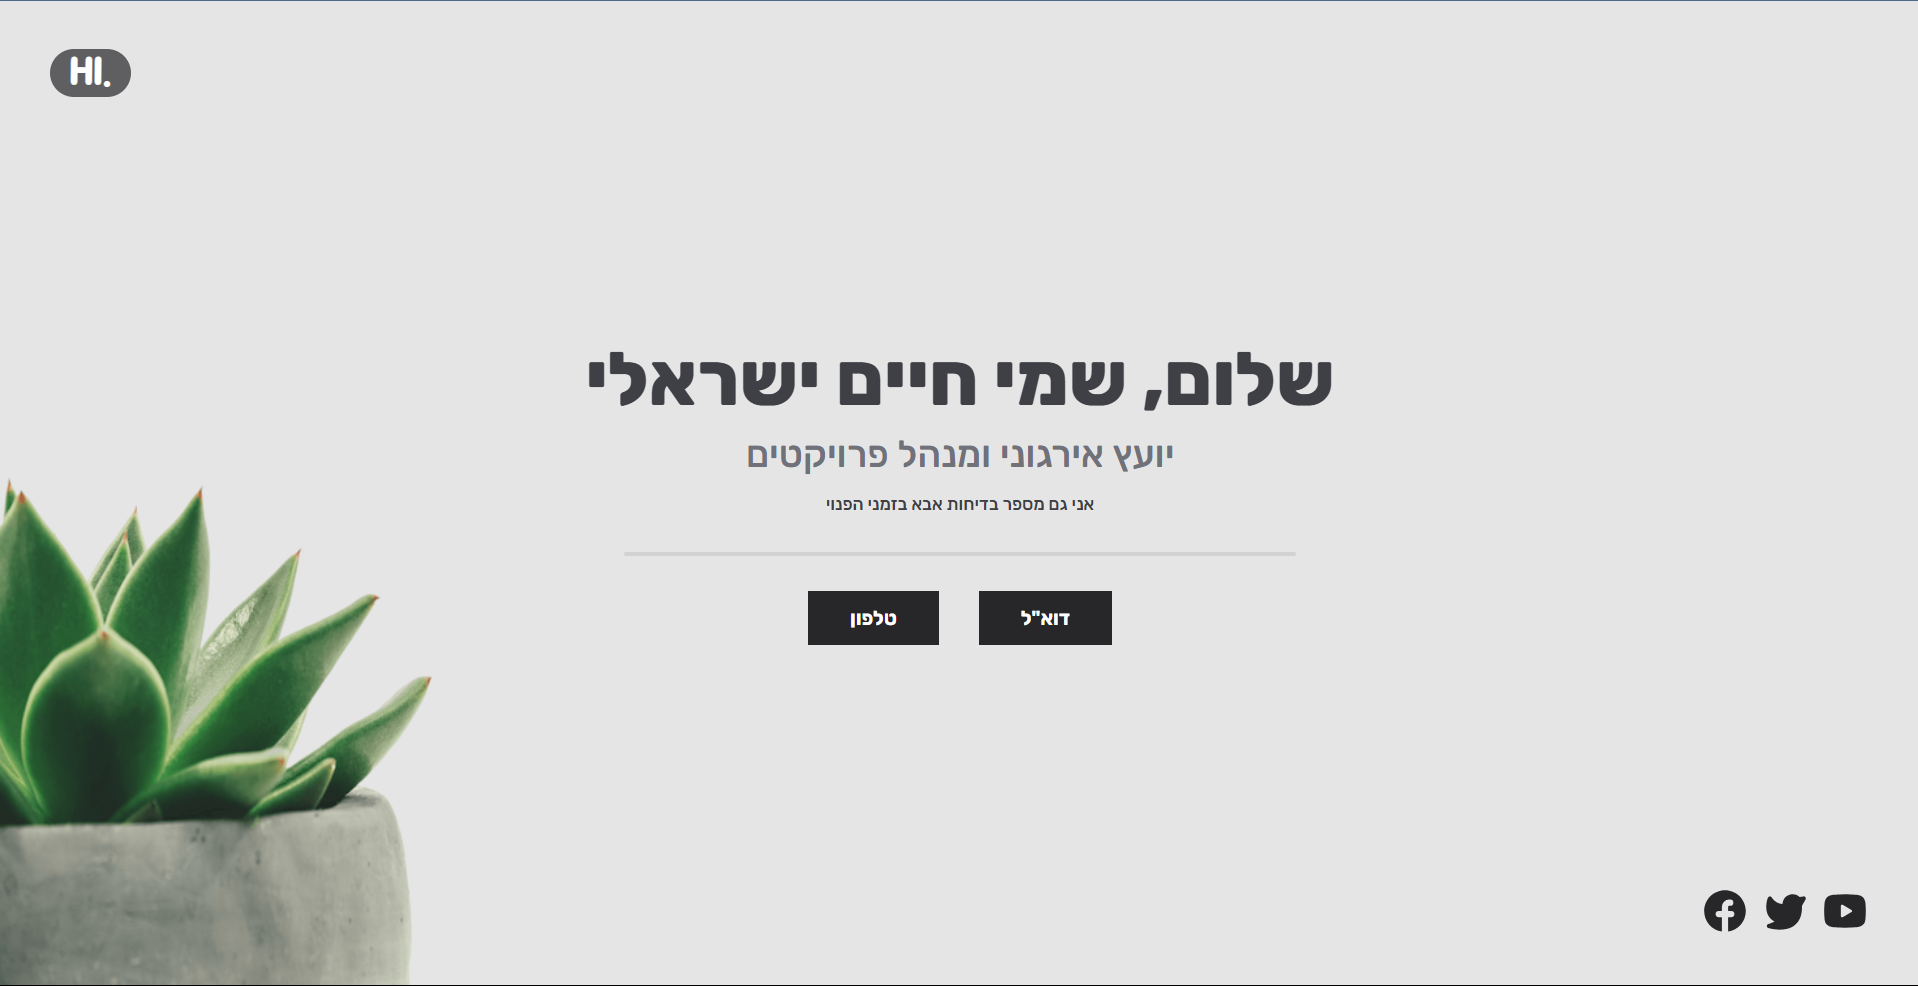 HI.
שלום, שמי חיים ישראלי
יועץ אירגוני ומנהל פרויקטים
אני גם מספר בדיחות אבא בזמני הפנוי
דוא"ל
טלפון